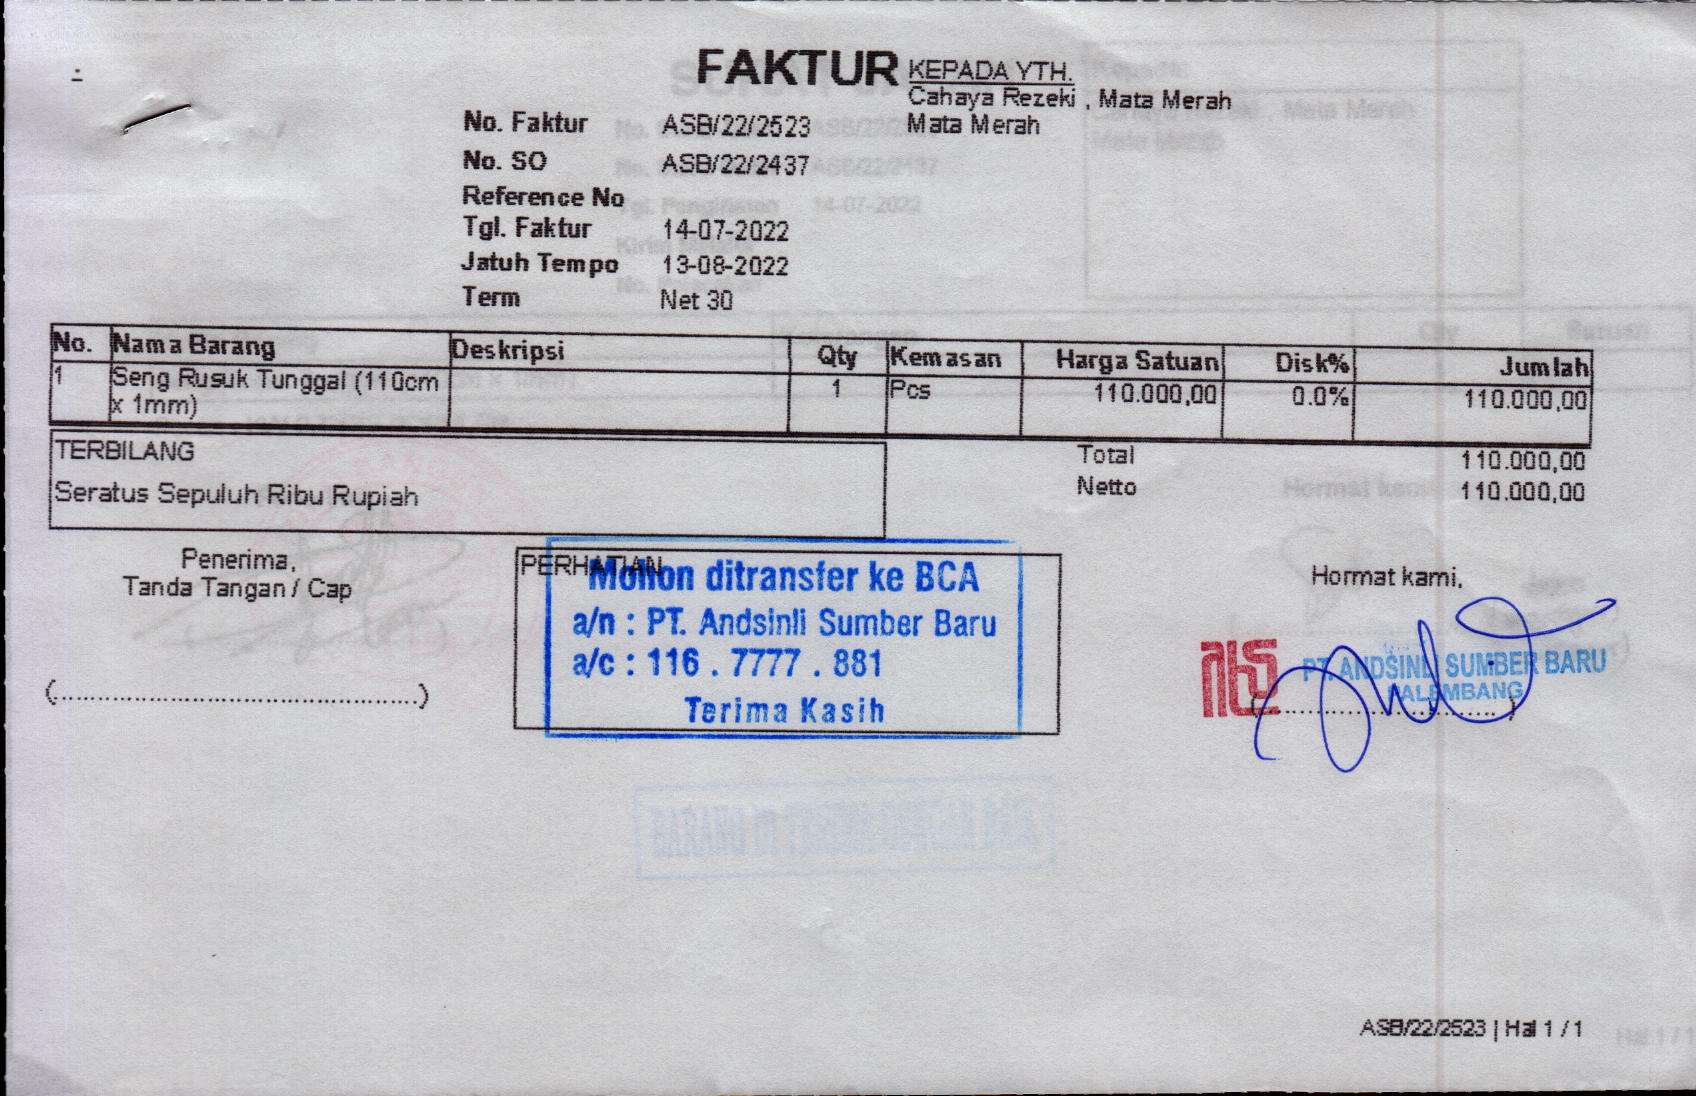 FAKTUR
KEPADA YTH.
Cahaya Rezeki , Mata Merah
Mata Merah
No. Faktur ASB/22/2523
No. SO ASB/22/2437
Reference No
Tgl. Faktur 14-07-2022
Jatuh Tempo 13-08-2022
Term Net 30
No. Nama Barang Deskripsi Qty Kemasan Harga Satuan Disk% Jumlah
1 Seng Rusuk Tunggal (110cm 1 Pcs 110.000,00 0.0% 110.000,00
x 1mm)
TERBILANG
Seratus Sepuluh Ribu Rupiah
Total 110.000,00
Netto 110.000,00
Penerima,
Tanda Tangan / Cap
(................................................)
PERHATIAN
Mohon ditransfer ke BCA
a/n : PT. Andsinli Sumber Baru
a/c : 116 . 7777 . 881
Terima Kasih
Hormat kami,
PT. ANDSINLI SUMBER BARU
PALEMBANG
(................................)
ASB/22/2523 | Hal 1 / 1